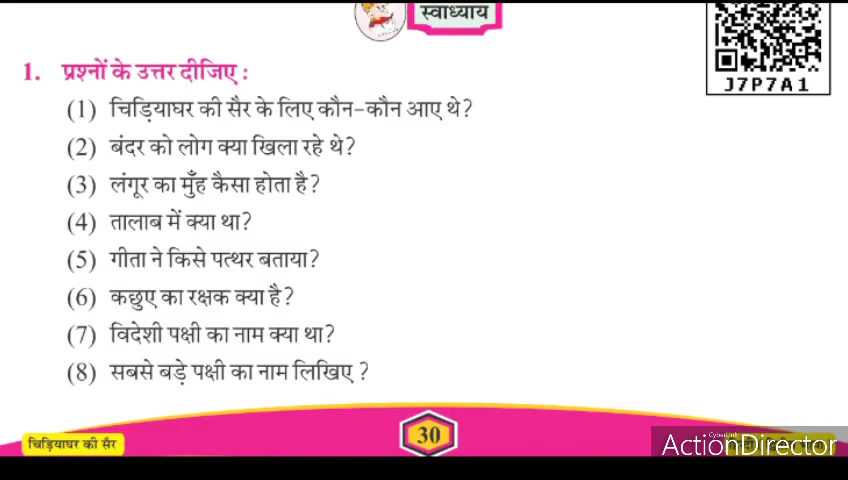 स्वाध्याय
J7P7A1
1. प्रश्नों के उत्तर दीजिए :
(1) चिड़ियाघर की सैर के लिए कौन-कौन आए थे?
(2) बंदर को लोग क्या खिला रहे थे?
(3) लंगूर का मुँह कैसा होता है?
(4) तालाब में क्या था?
(5) गीता ने किसे पत्थर बताया?
(6) कछुए का रक्षक क्या है?
(7) विदेशी पक्षी का नाम क्या था?
(8) सबसे बड़े पक्षी का नाम लिखिए ?
चिड़ियाघर की सैर
30
CyberLink
ActionDirector